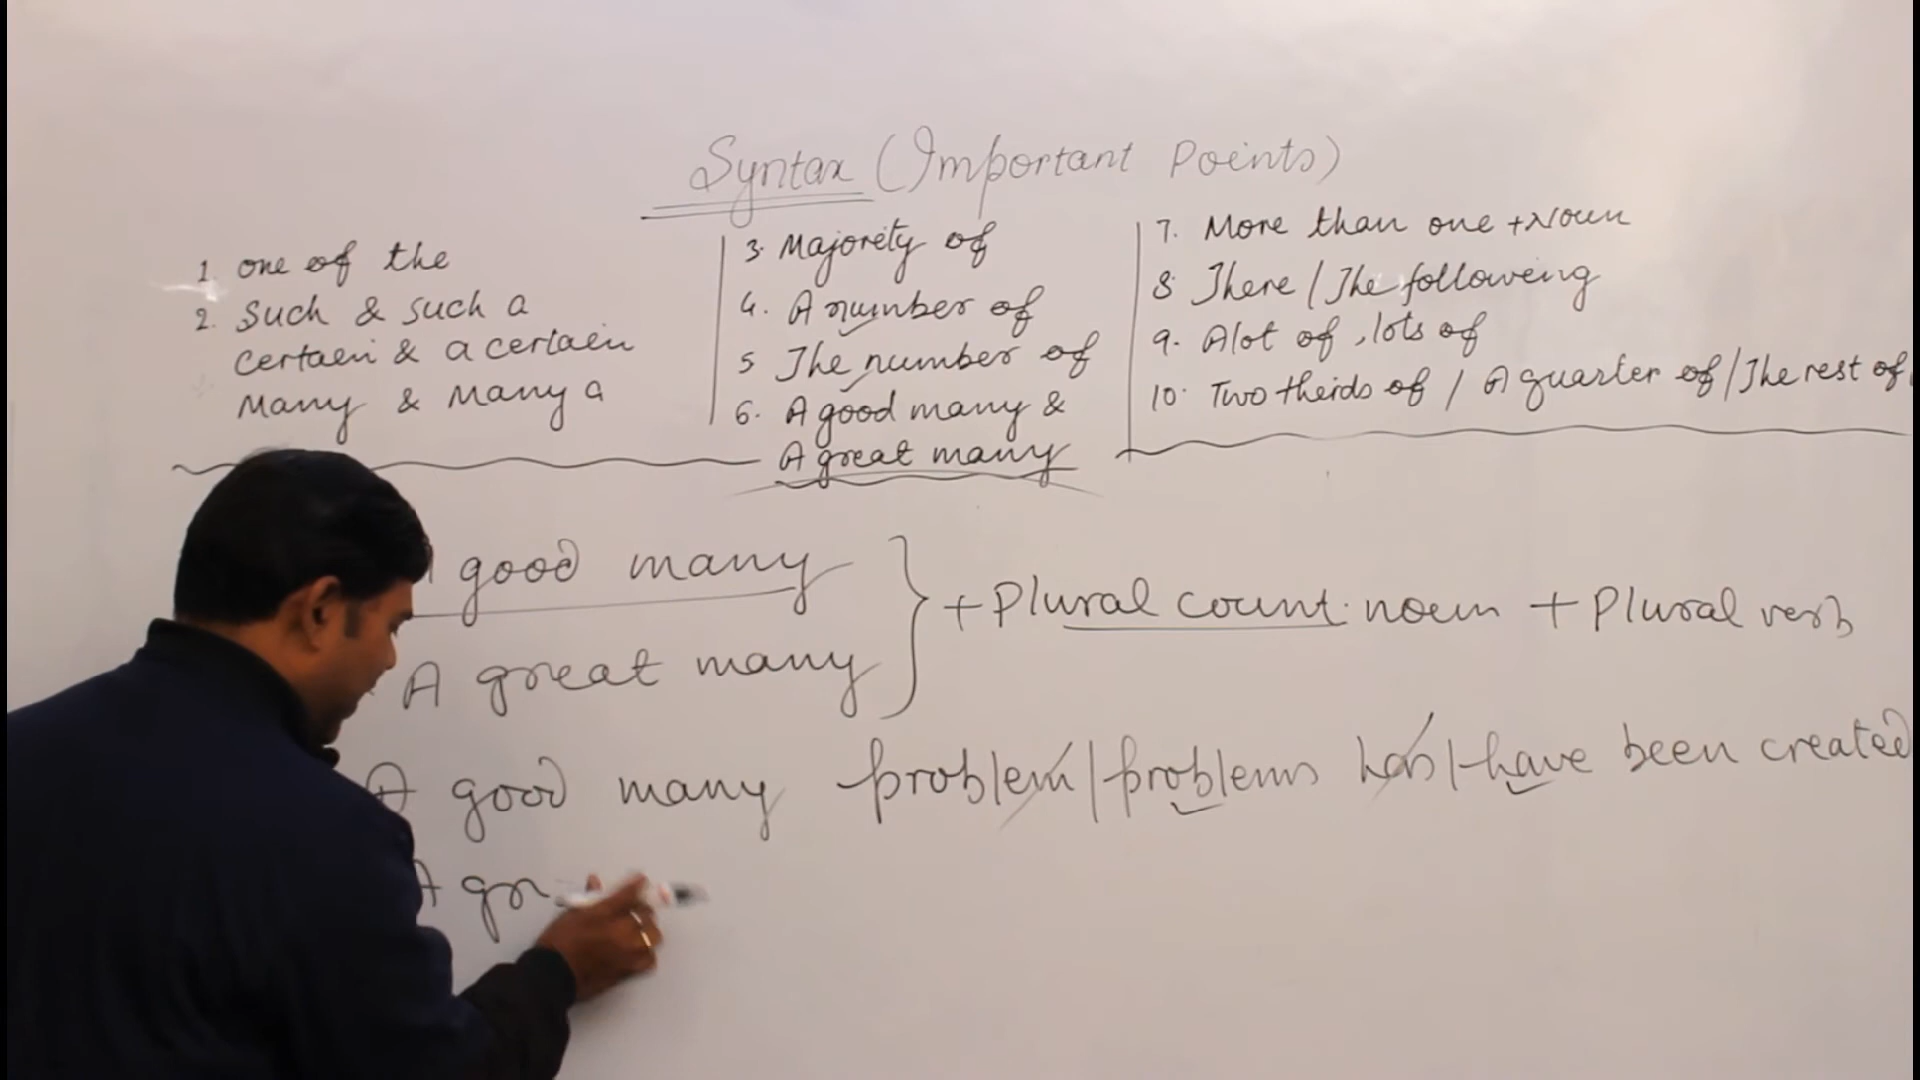 Syntax (Important Points)
1. one of the
2. Such & such a
certain & a certain
Many & Many a
3. Majority of
4. A number of
5 The number of
6. A good many &
A great many
7. More than one + Noun
8 There / The following
9. A lot of , lots of
10. Two thirds of / A quarter of / The rest of
good many
A great many
+ Plural count. noun + Plural verb
A good many problem / problems has / have been created
A gr